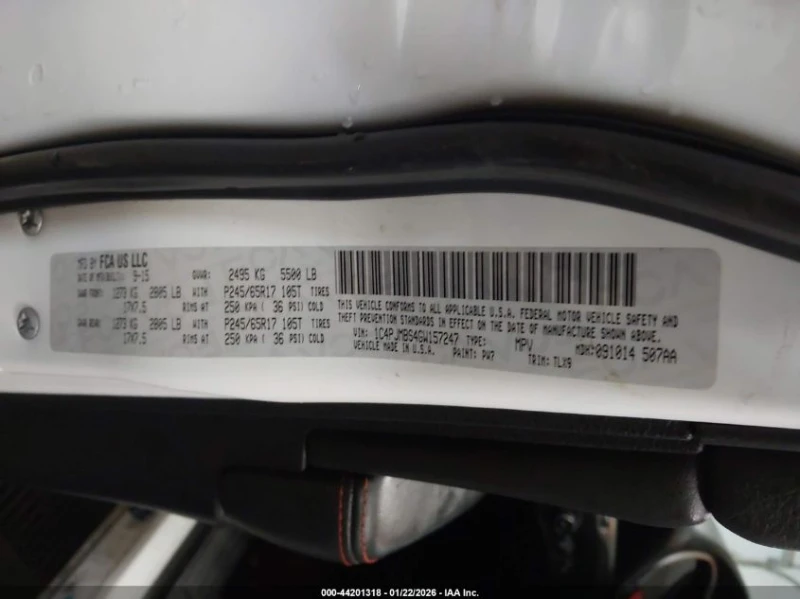 MFD BY FCA US LLC
DATE OF MFR 9-15 GVWR: 2495 KG 5500 LB
GAWR FRONT: 1273 KG 2805 LB WITH P245/65R17 105T TIRES
17X7.5 RIMS AT 250 KPA ( 36 PSI) COLD
GAWR REAR: 1273 KG 2805 LB WITH P245/65R17 105T TIRES
17X7.5 RIMS AT 250 KPA ( 36 PSI) COLD
THIS VEHICLE CONFORMS TO ALL APPLICABLE U.S.A. FEDERAL MOTOR VEHICLE SAFETY AND
THEFT PREVENTION STANDARDS IN EFFECT ON THE DATE OF MANUFACTURE SHOWN ABOVE.
VIN: 1C4PJMBS4GW157247 TYPE: MPV MDH: 091014 507AA
VEHICLE MADE IN U.S.A. PAINT: PW7 TRIM: TLX9
000-44201318 - 01/22/2026 - IAA Inc.